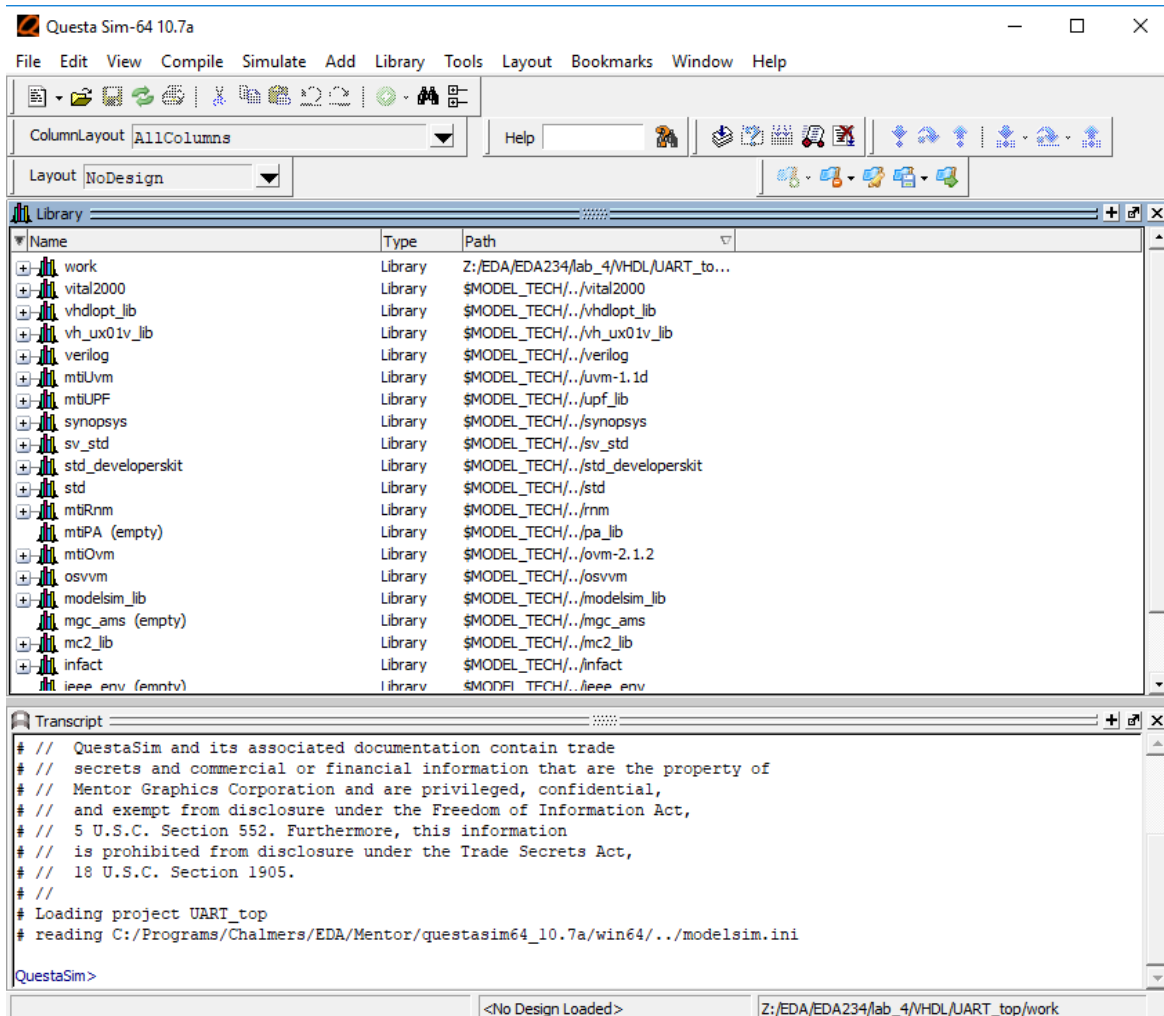 Questa Sim-64 10.7a
File Edit View Compile Simulate Add Library Tools Layout Bookmarks Window Help
ColumnLayout AllColumns
Help
Layout NoDesign
Library
Name Type Path
work Library Z:/EDA/EDA234/lab_4/VHDL/UART_to...
vital2000 Library $MODEL_TECH/../vital2000
vhdlopt_lib Library $MODEL_TECH/../vhdlopt_lib
vh_ux01v_lib Library $MODEL_TECH/../vh_ux01v_lib
verilog Library $MODEL_TECH/../verilog
mtiUvm Library $MODEL_TECH/../uvm-1.1d
mtiUPF Library $MODEL_TECH/../upf_lib
synopsys Library $MODEL_TECH/../synopsys
sv_std Library $MODEL_TECH/../sv_std
std_developerskit Library $MODEL_TECH/../std_developerskit
std Library $MODEL_TECH/../std
mtiRnm Library $MODEL_TECH/../rnm
mtiPA (empty) Library $MODEL_TECH/../pa_lib
mtiOvm Library $MODEL_TECH/../ovm-2.1.2
osvvm Library $MODEL_TECH/../osvvm
modelsim_lib Library $MODEL_TECH/../modelsim_lib
mgc_ams (empty) Library $MODEL_TECH/../mgc_ams
mc2_lib Library $MODEL_TECH/../mc2_lib
infact Library $MODEL_TECH/../infact
ieee_env (empty) Library $MODEL_TECH/../ieee_env
Transcript
# // QuestaSim and its associated documentation contain trade
# // secrets and commercial or financial information that are the property of
# // Mentor Graphics Corporation and are privileged, confidential,
# // and exempt from disclosure under the Freedom of Information Act,
# // 5 U.S.C. Section 552. Furthermore, this information
# // is prohibited from disclosure under the Trade Secrets Act,
# // 18 U.S.C. Section 1905.
# //
# Loading project UART_top
# reading C:/Programs/Chalmers/EDA/Mentor/questasim64_10.7a/win64/../modelsim.ini
QuestaSim>
<No Design Loaded> Z:/EDA/EDA234/lab_4/VHDL/UART_top/work